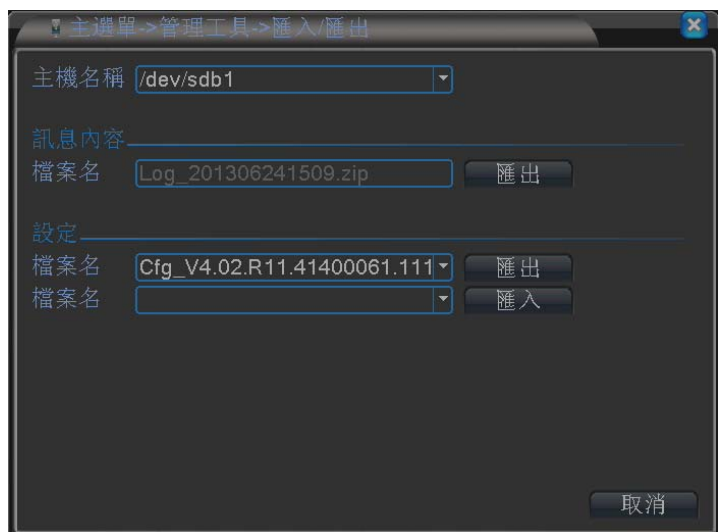 主選單->管理工具->匯入/匯出
主機名稱 /dev/sdb1
訊息內容
檔案名 Log_201306241509.zip 匯出
設定
檔案名 Cfg_V4.02.R11.41400061.111 匯出
檔案名 匯入
取消